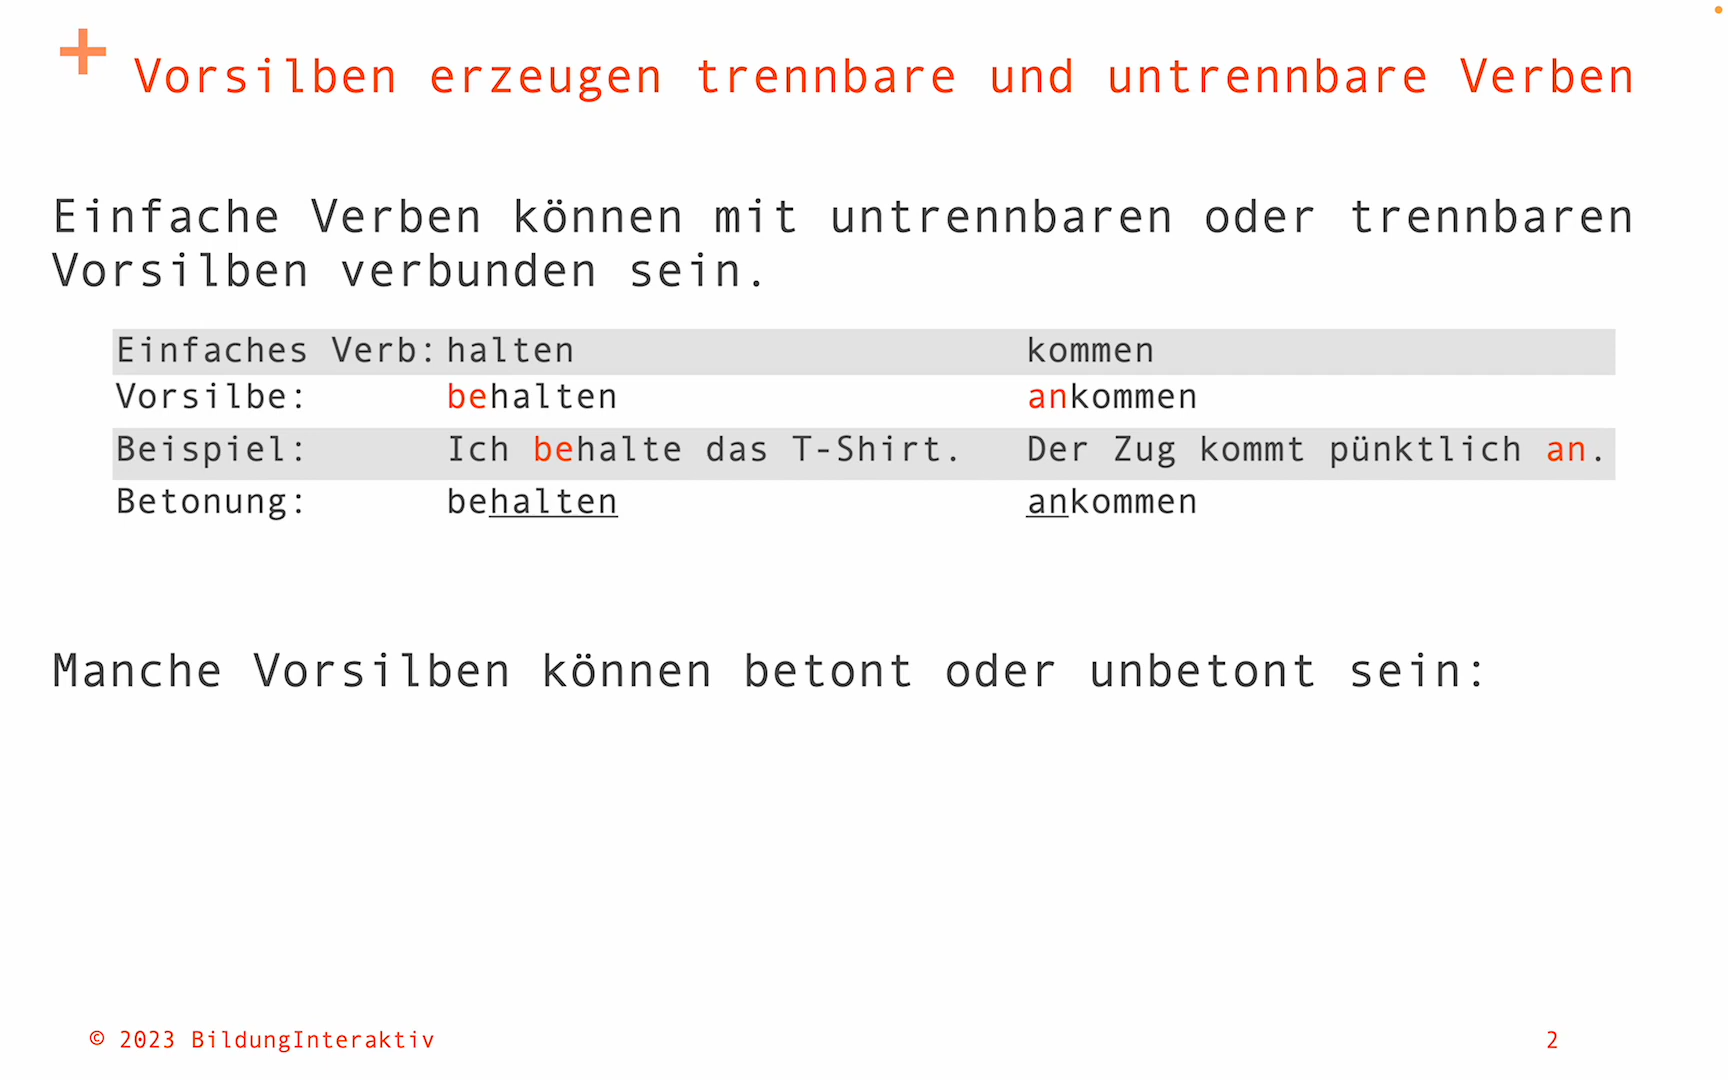 Vorsilben erzeugen trennbare und untrennbare Verben
Einfache Verben können mit untrennbaren oder trennbaren
Vorsilben verbunden sein.
Einfaches Verb: halten kommen
Vorsilbe: behalten ankommen
Beispiel: Ich behalte das T-Shirt. Der Zug kommt pünktlich an.
Betonung: behalten ankommen
Manche Vorsilben können betont oder unbetont sein:
© 2023 BildungInteraktiv 2